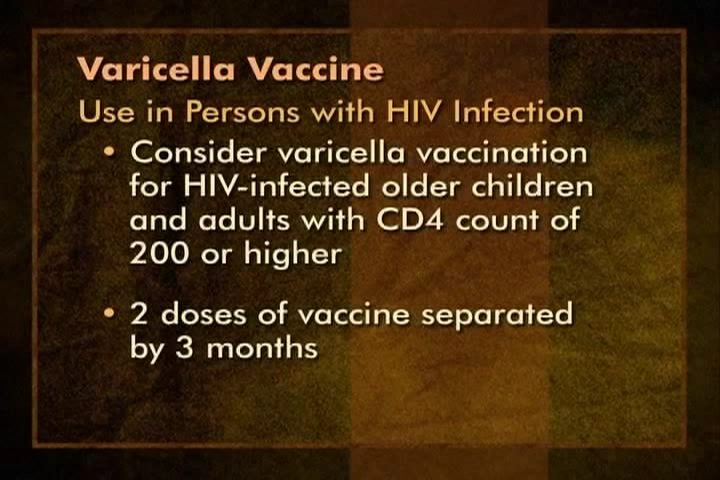 Varicella Vaccine
Use in Persons with HIV Infection
• Consider varicella vaccination
for HIV-infected older children
and adults with CD4 count of
200 or higher
• 2 doses of vaccine separated
by 3 months